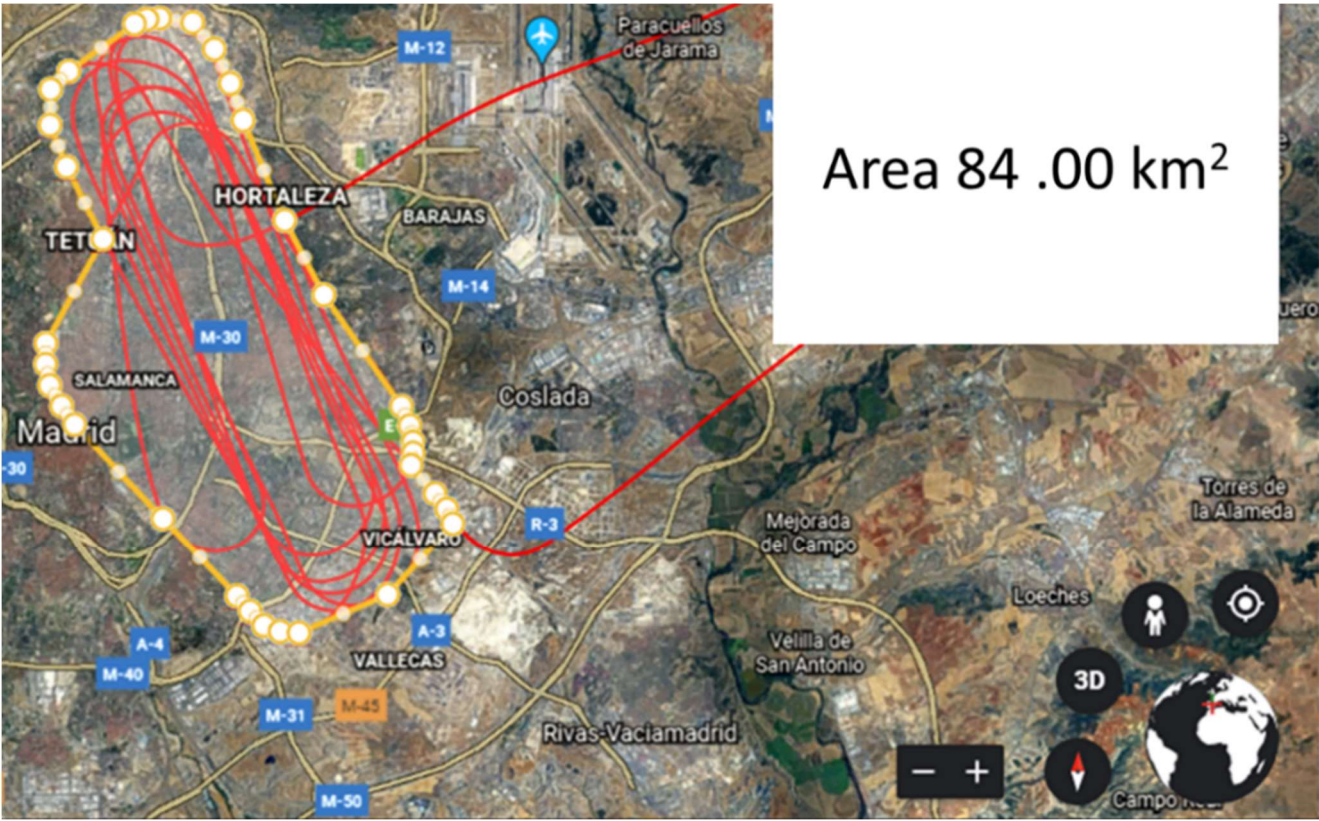 Paracuellos
de Jarama
M-12
Area 84 .00 km²
HORTALEZA
BARAJAS
M-14
M-30
SALAMANCA
Coslada
Madrid
-30
R-3
VICÁLVARO
Mejorada
del Campo
Torres de
la Alameda
Loeches
A-4
A-3
M-40
VALLECAS
Velilla de
San Antonio
3D
M-31
M-45
Rivas-Vaciamadrid
M-50
− +
Campo